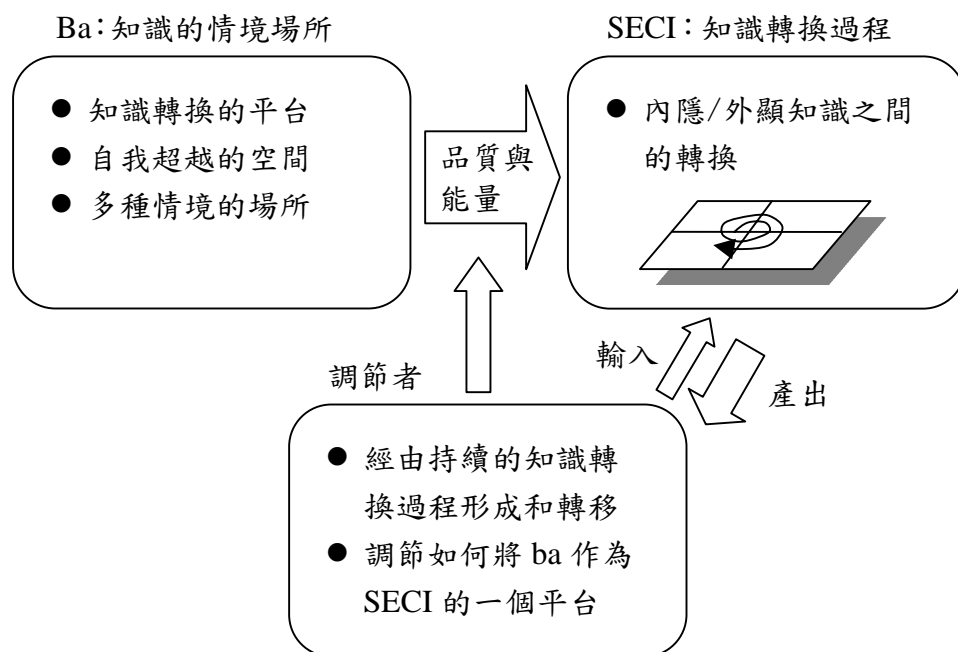 Ba：知識的情境場所
● 知識轉換的平台
● 自我超越的空間
● 多種情境的場所
品質與
能量
SECI：知識轉換過程
● 內隱/外顯知識之間
的轉換
調節者
輸入
產出
● 經由持續的知識轉
換過程形成和轉移
● 調節如何將 ba 作為
SECI 的一個平台